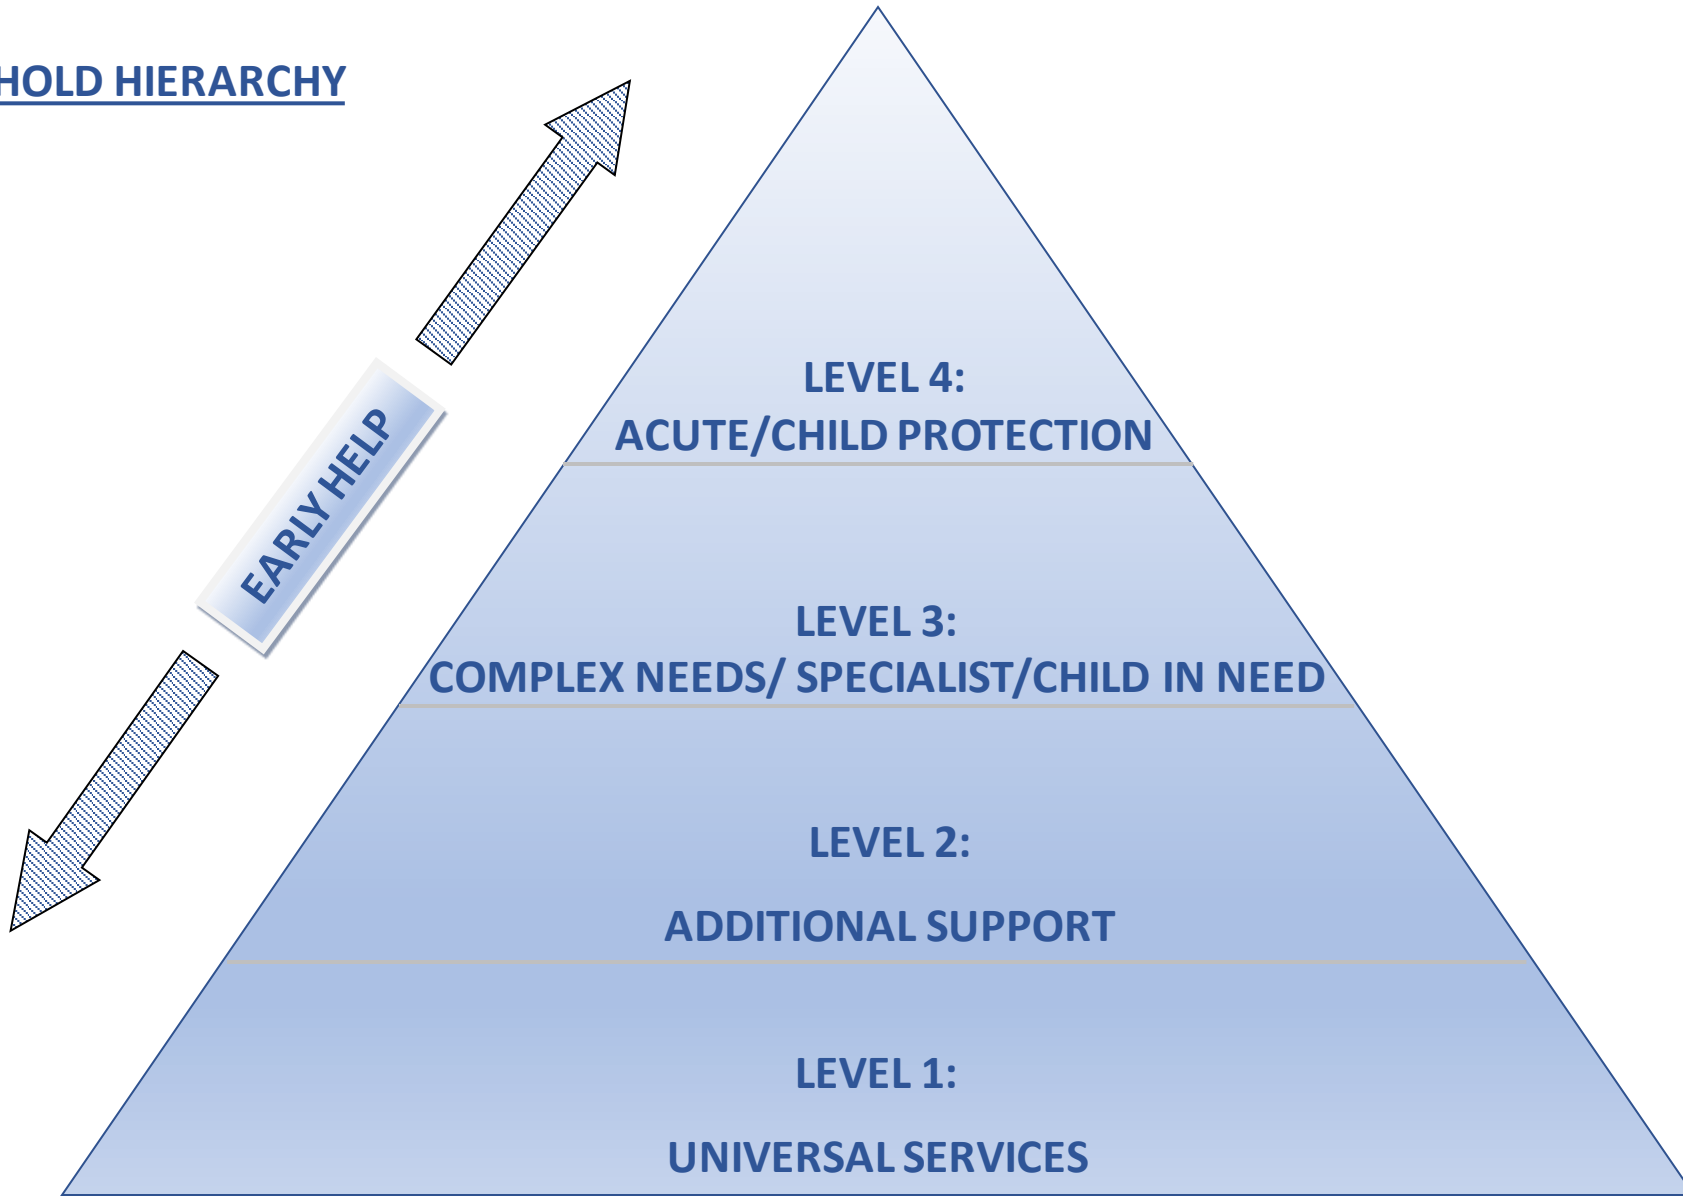 HOLD HIERARCHY
EARLY HELP
LEVEL 4:
ACUTE/CHILD PROTECTION
LEVEL 3:
COMPLEX NEEDS/ SPECIALIST/CHILD IN NEED
LEVEL 2:
ADDITIONAL SUPPORT
LEVEL 1:
UNIVERSAL SERVICES